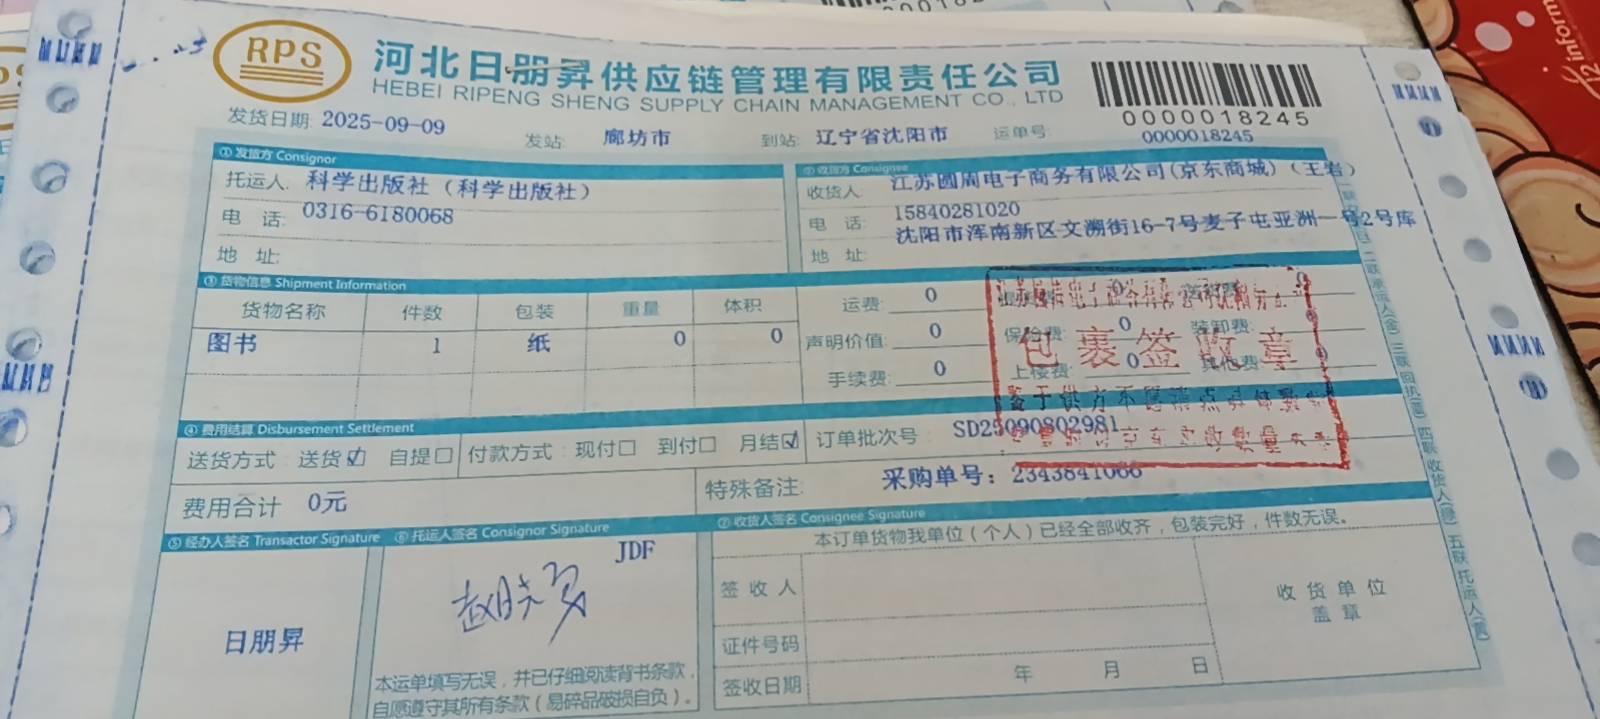 RPS
河北日朋昇供应链管理有限责任公司
HEBEI RIPENG SHENG SUPPLY CHAIN MANAGEMENT CO., LTD
0000018245
发货日期: 2025-09-09 发站: 廊坊市 到站: 辽宁省沈阳市 运单号: 0000018245
① 发货方 Consignor
托运人: 科学出版社（科学出版社）
电 话: 0316-6180068
地 址:
② 收货方 Consignee
收货人: 江苏圆周电子商务有限公司(京东商城)（王岩）
电 话: 15840281020
地 址: 沈阳市浑南新区文溯街16-7号麦子屯亚洲一号2号库
③ 货物信息 Shipment Information
货物名称 件数 包装 重量 体积
图书 1 纸 0 0
运费: 0 0
声明价值: 0 保险费: 0 装卸费:
手续费: 0 上楼费: 0 其他费: 0
包裹签收章
④ 费用结算 Disbursement Settlement
送货方式: 送货☑ 自提□ 付款方式: 现付□ 到付□ 月结☑ 订单批次号 SD25090802981
费用合计 0元 特殊备注: 采购单号: 2343841066
⑤ 经办人签名 Transactor Signature
日朋昇
⑥ 托运人签名 Consignor Signature
JDF
本运单填写无误，并已仔细阅读背书条款，
自愿遵守其所有条款（易碎品破损自负）。
⑦ 收货人签名 Consignee Signature
本订单货物我单位（个人）已经全部收齐，包装完好，件数无误。
签 收 人
证件号码
签收日期 年 月 日
收 货 单 位
盖 章
inform